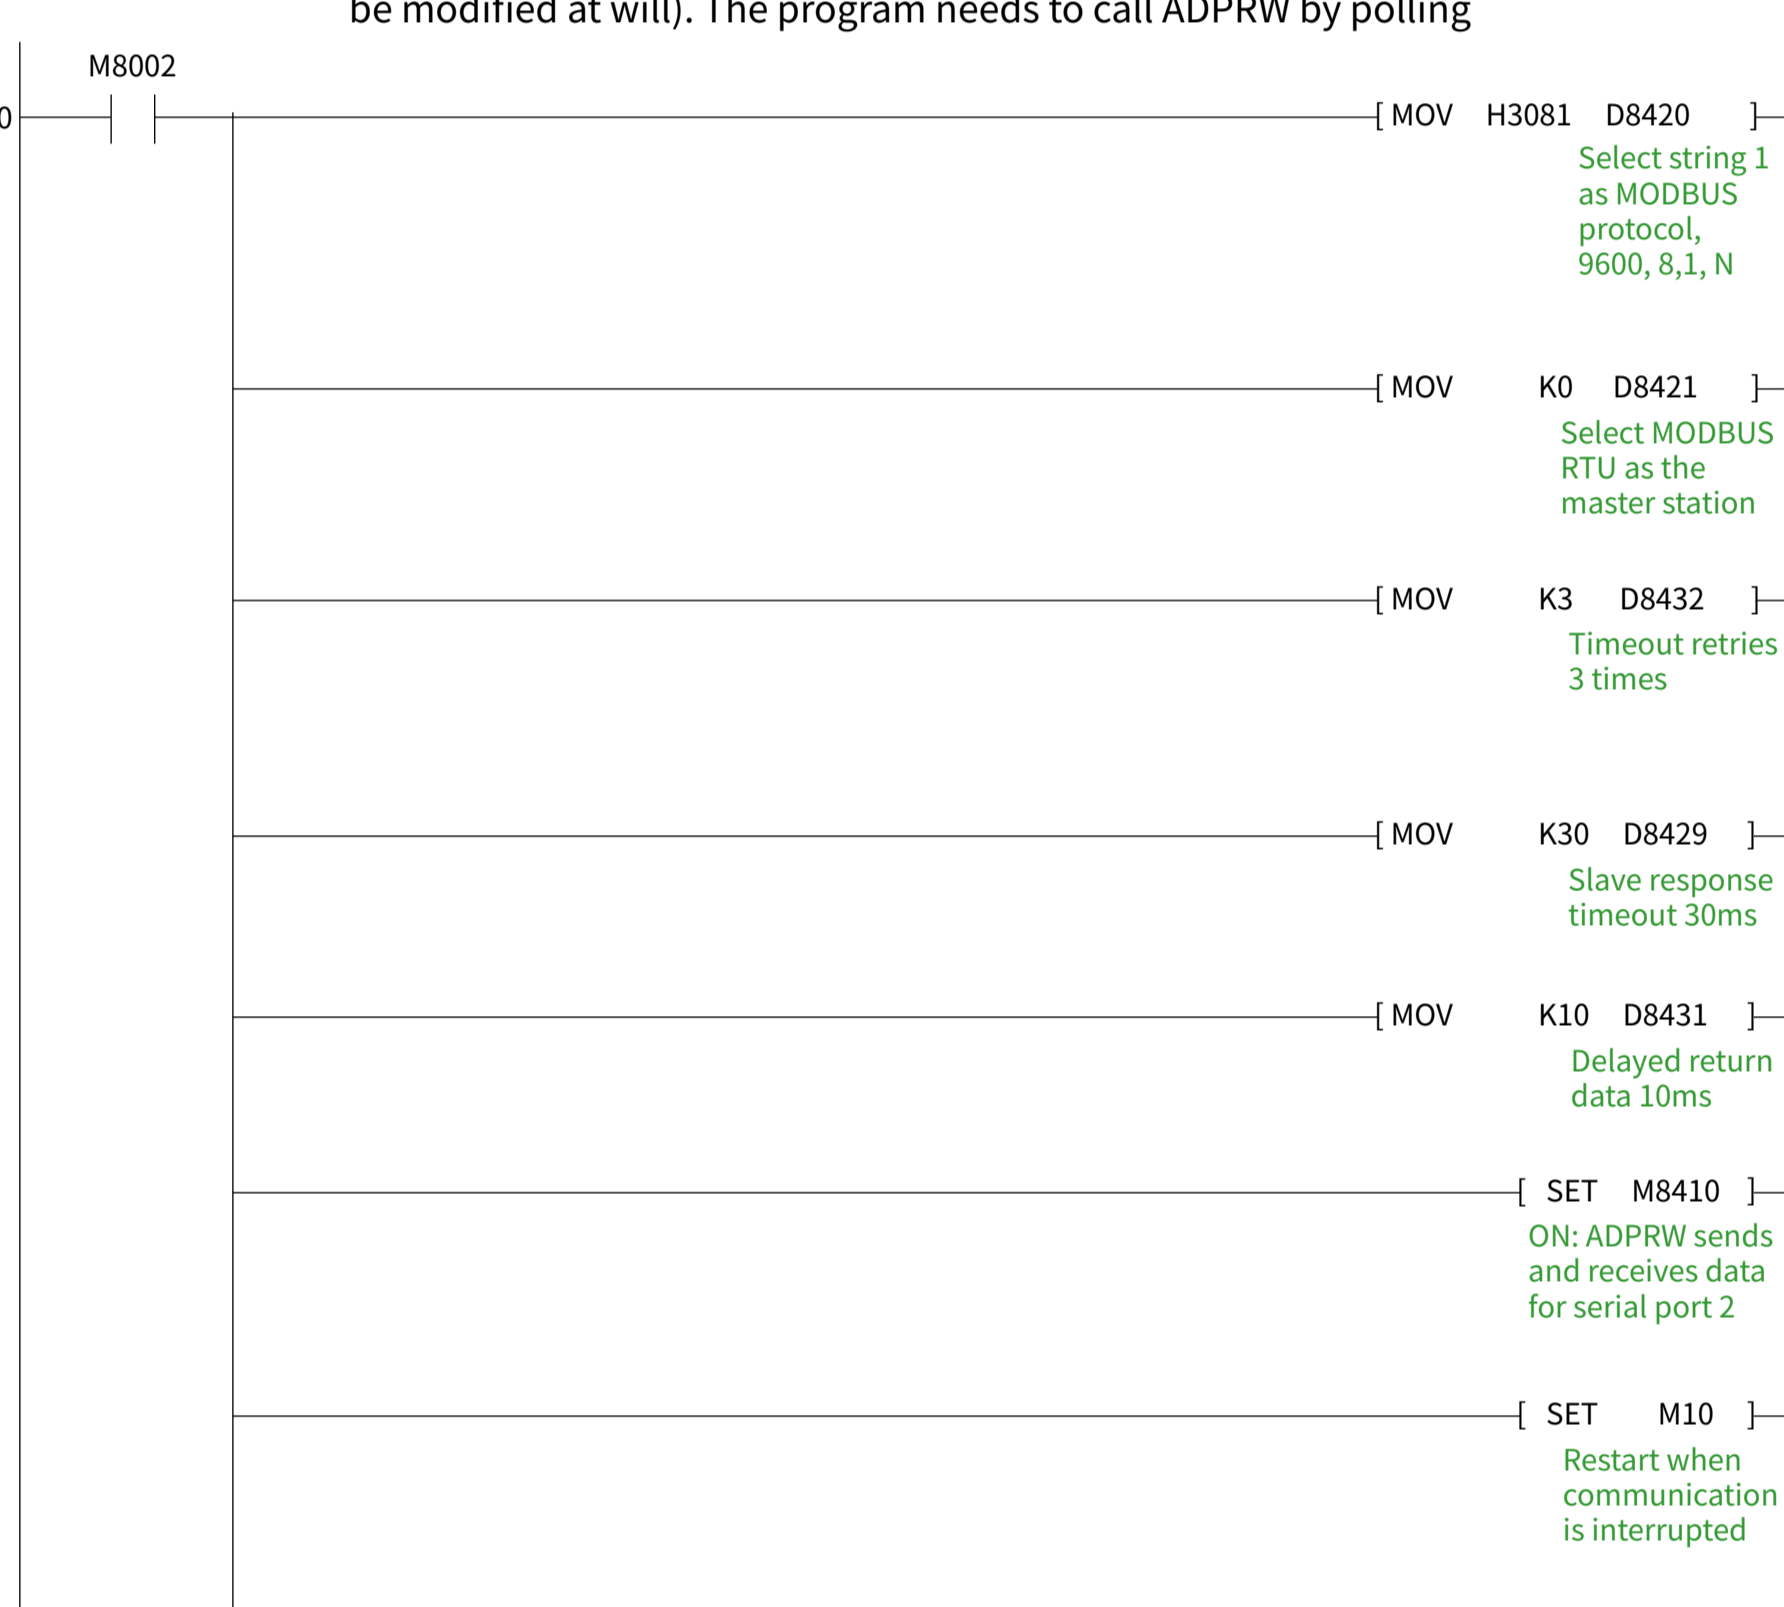 be modified at will). The program needs to call ADPRW by polling
M8002
0
[ MOV H3081 D8420 ]
Select string 1
as MODBUS
protocol,
9600, 8,1, N
[ MOV K0 D8421 ]
Select MODBUS
RTU as the
master station
[ MOV K3 D8432 ]
Timeout retries
3 times
[ MOV K30 D8429 ]
Slave response
timeout 30ms
[ MOV K10 D8431 ]
Delayed return
data 10ms
[ SET M8410 ]
ON: ADPRW sends
and receives data
for serial port 2
[ SET M10 ]
Restart when
communication
is interrupted